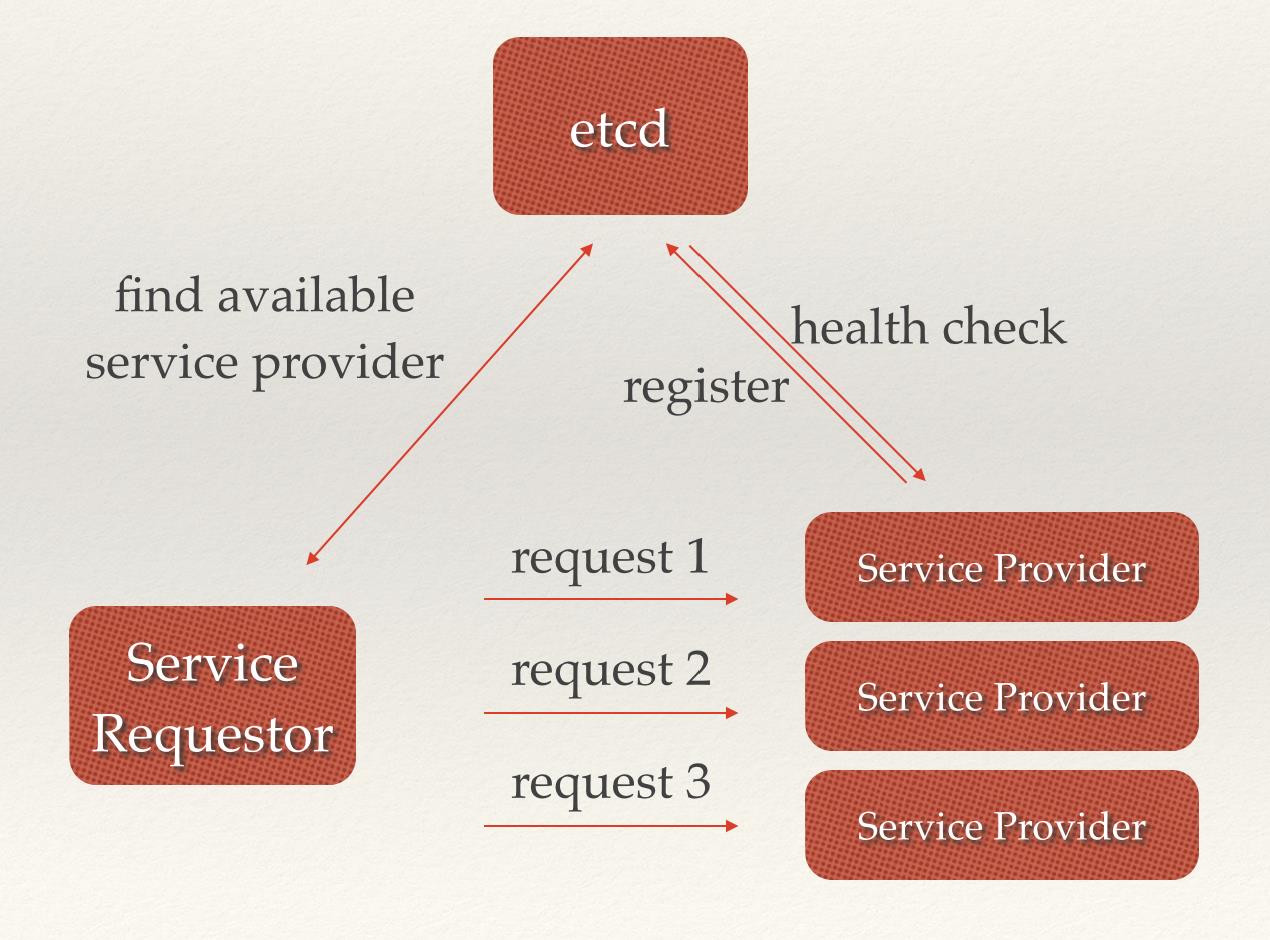 etcd
find available
service provider
health check
register
request 1
request 2
request 3
Service
Requestor
Service Provider
Service Provider
Service Provider